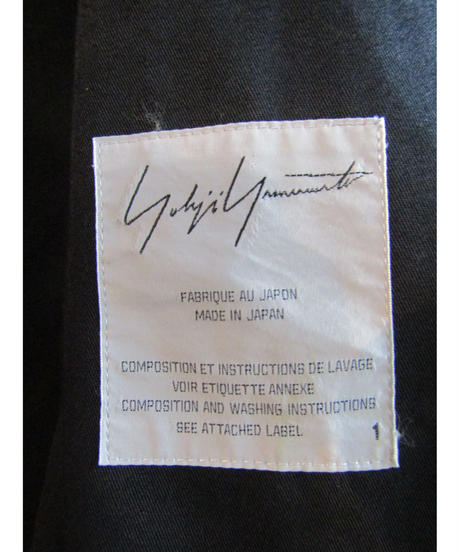 Yohji Yamamoto
FABRIQUE AU JAPON
MADE IN JAPAN
COMPOSITION ET INSTRUCTIONS DE LAVAGE
VOIR ETIQUETTE ANNEXE
COMPOSITION AND WASHING INSTRUCTIONS
SEE ATTACHED LABEL 1